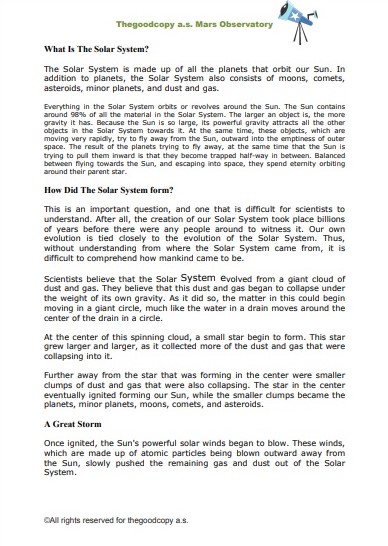 Thegoodcopy a.s. Mars Observatory
What Is The Solar System?
The Solar System is made up of all the planets that orbit our Sun. In
addition to planets, the Solar System also consists of moons, comets,
asteroids, minor planets, and dust and gas.
Everything in the Solar System orbits or revolves around the Sun. The Sun contains
around 98% of all the material in the Solar System. The larger an object is, the more
gravity it has. Because the Sun is so large, its powerful gravity attracts all the other
objects in the Solar System towards it. At the same time, these objects, which are
moving very rapidly, try to fly away from the Sun, outward into the emptiness of outer
space. The result of the planets trying to fly away, at the same time that the Sun is
trying to pull them inward is that they become trapped half-way in between. Balanced
between flying towards the Sun, and escaping into space, they spend eternity orbiting
around their parent star.
How Did The Solar System form?
This is an important question, and one that is difficult for scientists to
understand. After all, the creation of our Solar System took place billions
of years before there were any people around to witness it. Our own
evolution is tied closely to the evolution of the Solar System. Thus,
without understanding from where the Solar System came from, it is
difficult to comprehend how mankind came to be.
Scientists believe that the Solar System evolved from a giant cloud of
dust and gas. They believe that this dust and gas began to collapse under
the weight of its own gravity. As it did so, the matter in this could begin
moving in a giant circle, much like the water in a drain moves around the
center of the drain in a circle.
At the center of this spinning cloud, a small star begin to form. This star
grew larger and larger, as it collected more of the dust and gas that were
collapsing into it.
Further away from the star that was forming in the center were smaller
clumps of dust and gas that were also collapsing. The star in the center
eventually ignited forming our Sun, while the smaller clumps became the
planets, minor planets, moons, comets, and asteroids.
A Great Storm
Once ignited, the Sun's powerful solar winds began to blow. These winds,
which are made up of atomic particles being blown outward away from
the Sun, slowly pushed the remaining gas and dust out of the Solar
System.
©All rights reserved for thegoodcopy a.s.